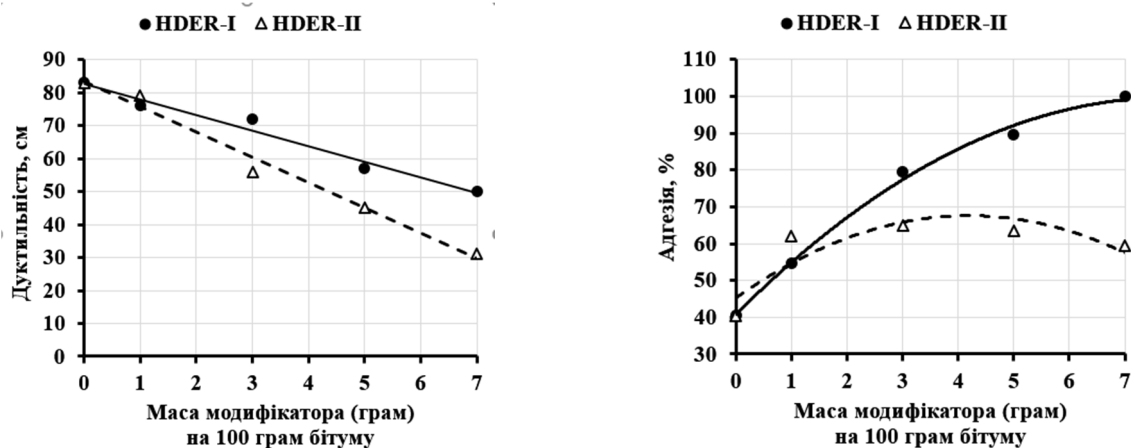 ● HDER-I △ HDER-II
90
80
70
60
50
40
30
20
10
0
0 1 2 3 4 5 6 7
Дуктильність, см
Маса модифікатора (грам)
на 100 грам бітуму
● HDER-I △ HDER-II
110
100
90
80
70
60
50
40
30
0 1 2 3 4 5 6 7
Адгезія, %
Маса модифікатора (грам)
на 100 грам бітуму